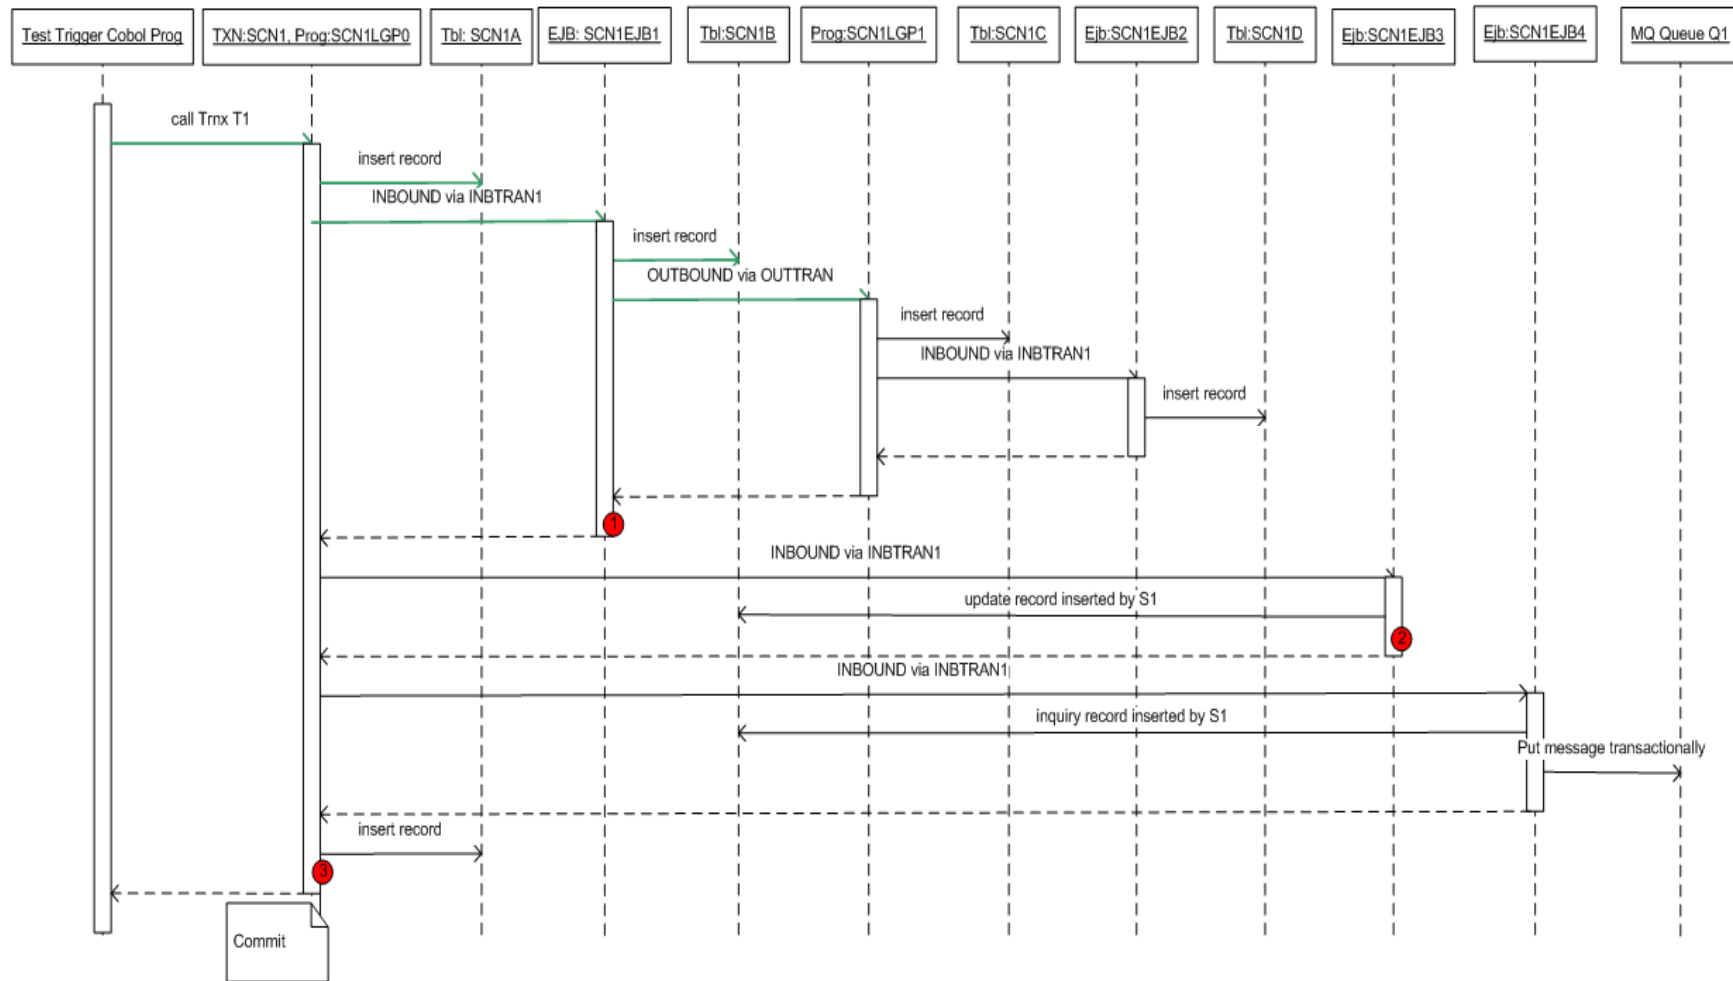 Test Trigger Cobol Prog
TXN:SCN1, Prog:SCN1LGP0
Tbl: SCN1A
EJB: SCN1EJB1
Tbl:SCN1B
Prog:SCN1LGP1
Tbl:SCN1C
Ejb:SCN1EJB2
Tbl:SCN1D
Ejb:SCN1EJB3
Ejb:SCN1EJB4
MQ Queue Q1
call Trnx T1
insert record
INBOUND via INBTRAN1
insert record
OUTBOUND via OUTTRAN
insert record
INBOUND via INBTRAN1
insert record
1
INBOUND via INBTRAN1
update record inserted by S1
2
INBOUND via INBTRAN1
inquiry record inserted by S1
Put message transactionally
insert record
3
Commit